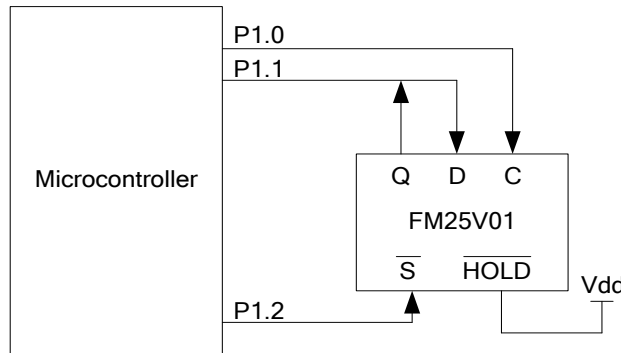 P1.0
P1.1
Microcontroller
Q D C
FM25V01
S HOLD
Vdd
P1.2